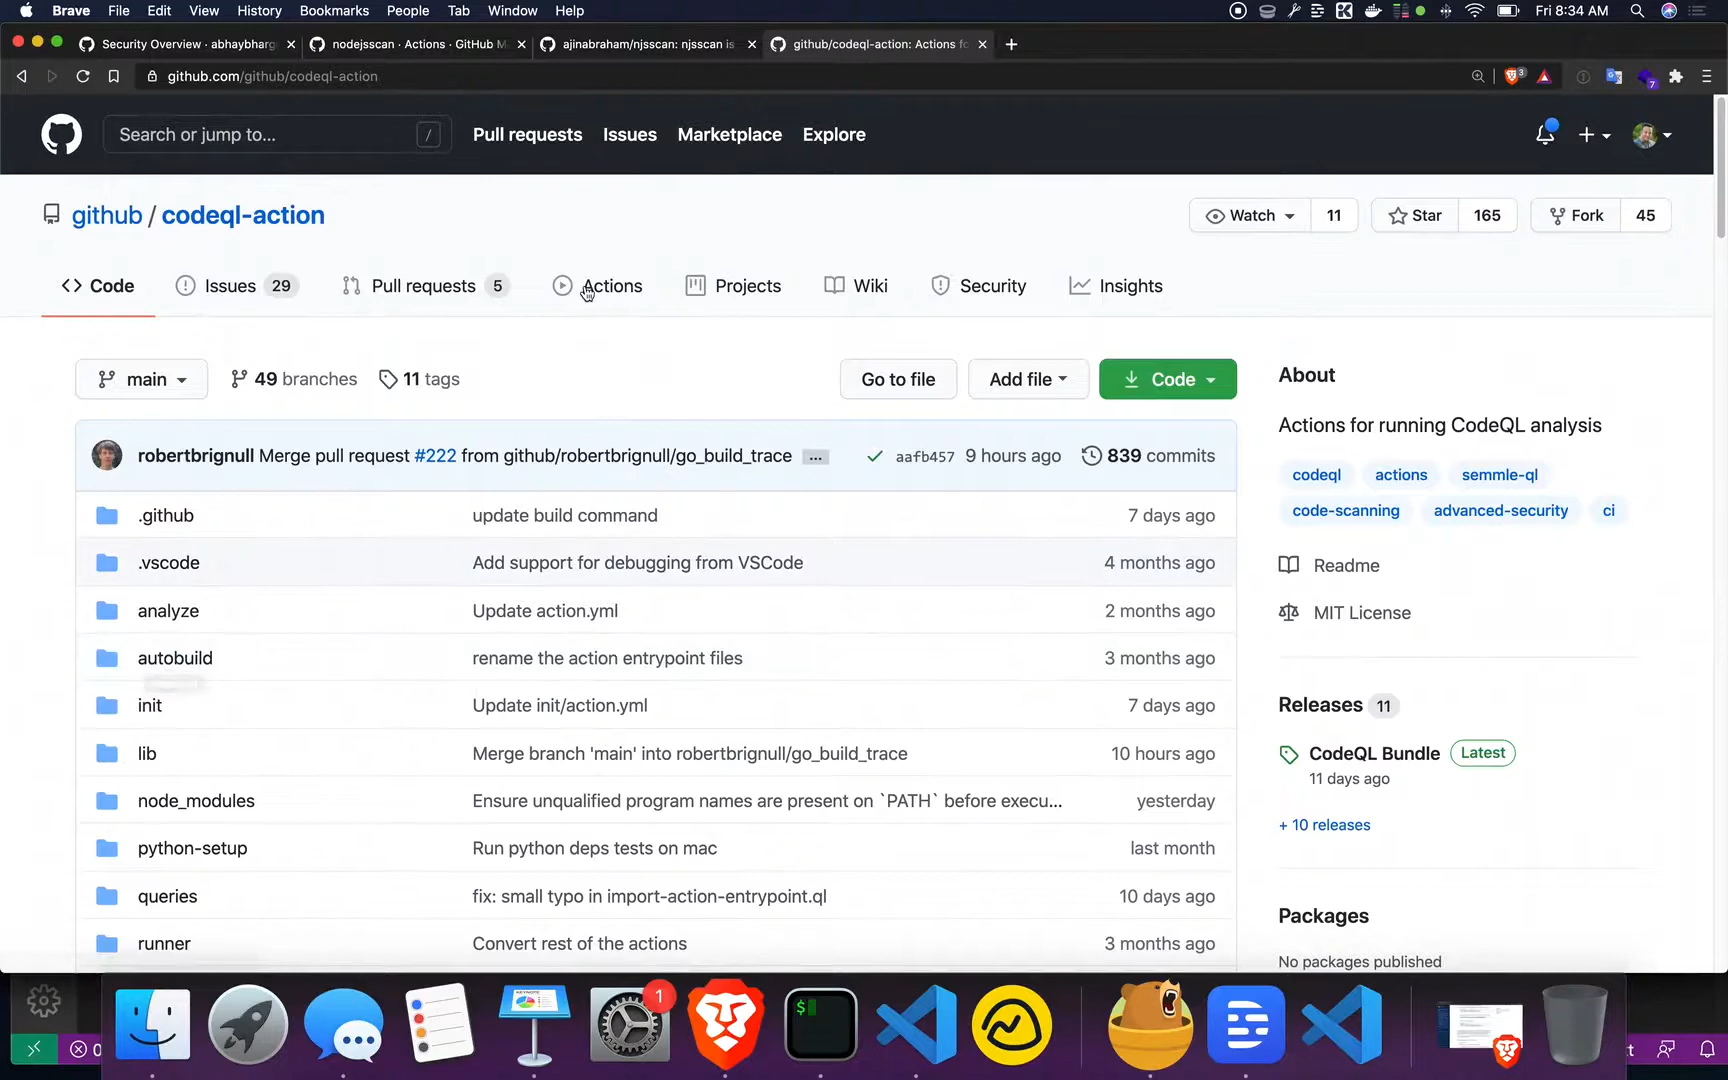 Brave File Edit View History Bookmarks People Tab Window Help Fri 8:34 AM
Security Overview · abhaybharg nodejsscan · Actions · GitHub M ajinabraham/njsscan: njsscan is github/codeql-action: Actions fo
github.com/github/codeql-action 3 7
Search or jump to... / Pull requests Issues Marketplace Explore
github / codeql-action Watch 11 Star 165 Fork 45
Code Issues 29 Pull requests 5 Actions Projects Wiki Security Insights
main 49 branches 11 tags Go to file Add file Code
robertbrignull Merge pull request #222 from github/robertbrignull/go_build_trace ... aafb457 9 hours ago 839 commits
.github update build command 7 days ago
.vscode Add support for debugging from VSCode 4 months ago
analyze Update action.yml 2 months ago
autobuild rename the action entrypoint files 3 months ago
init Update init/action.yml 7 days ago
lib Merge branch 'main' into robertbrignull/go_build_trace 10 hours ago
node_modules Ensure unqualified program names are present on `PATH` before execu... yesterday
python-setup Run python deps tests on mac last month
queries fix: small typo in import-action-entrypoint.ql 10 days ago
runner Convert rest of the actions 3 months ago
About
Actions for running CodeQL analysis
codeql actions semmle-ql
code-scanning advanced-security ci
Readme
MIT License
Releases 11
CodeQL Bundle Latest
11 days ago
+ 10 releases
Packages
No packages published
1
KEYNOTE
$
0
t